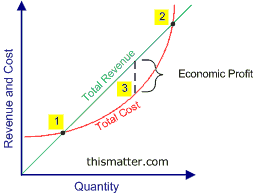 2
Total Revenue
Economic Profit
3
1
Total Cost
thismatter.com
Revenue and Cost
Quantity